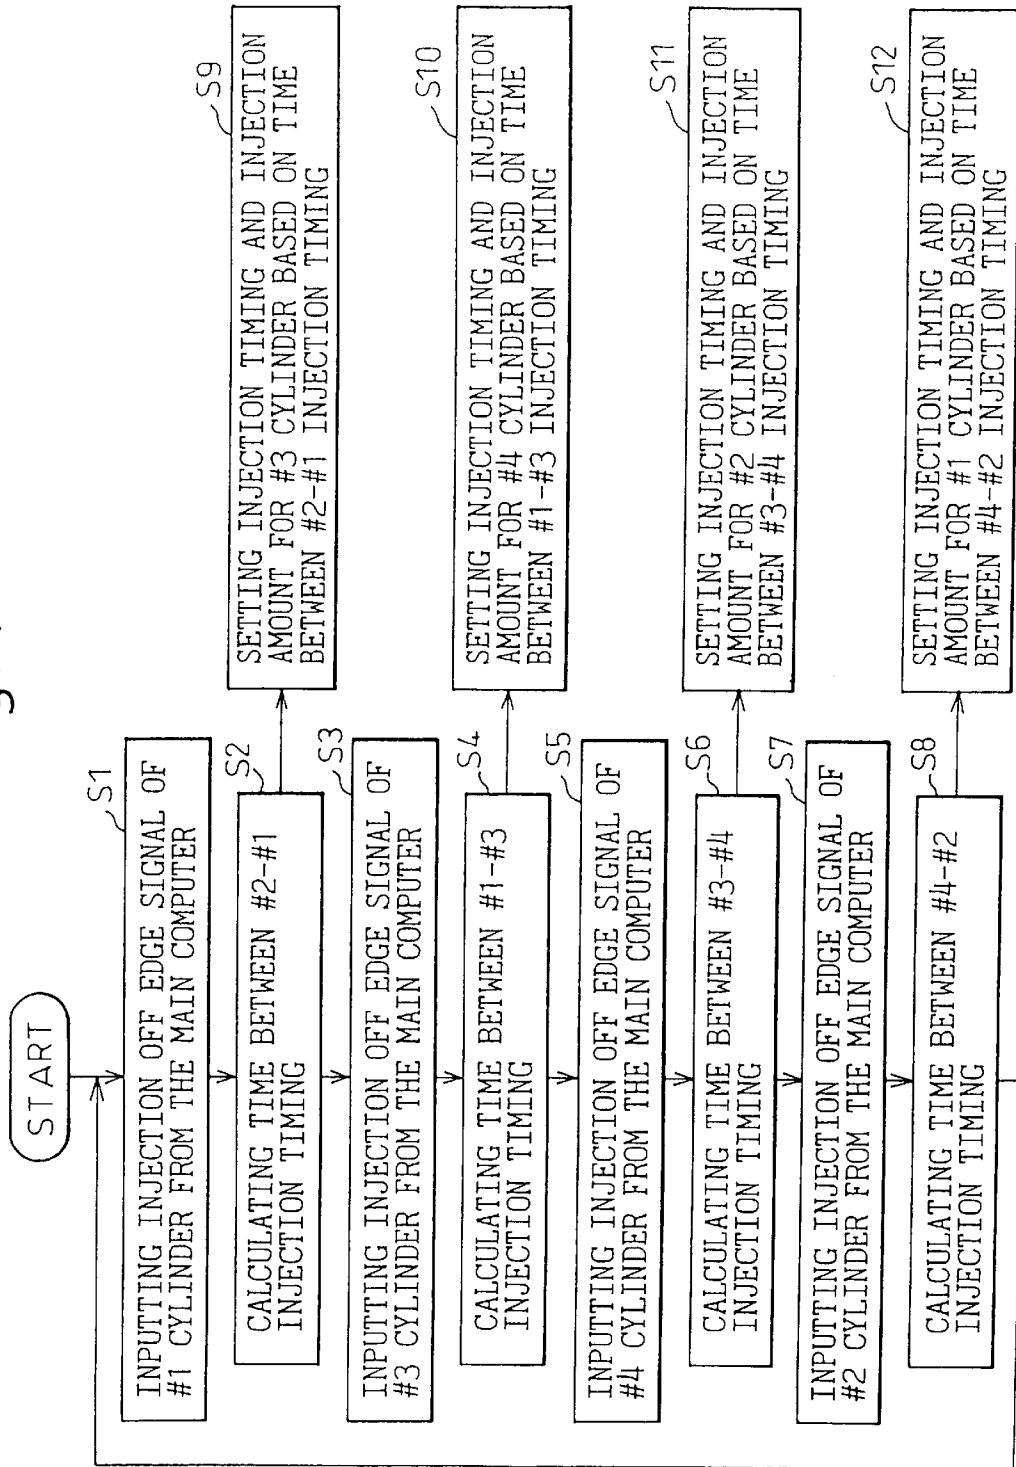 START
S1
INPUTTING INJECTION OFF EDGE SIGNAL OF
#1 CYLINDER FROM THE MAIN COMPUTER
S2
CALCULATING TIME BETWEEN #2-#1
INJECTION TIMING
S9
SETTING INJECTION TIMING AND INJECTION
AMOUNT FOR #3 CYLINDER BASED ON TIME
BETWEEN #2-#1 INJECTION TIMING
S3
INPUTTING INJECTION OFF EDGE SIGNAL OF
#3 CYLINDER FROM THE MAIN COMPUTER
S4
CALCULATING TIME BETWEEN #1-#3
INJECTION TIMING
S10
SETTING INJECTION TIMING AND INJECTION
AMOUNT FOR #4 CYLINDER BASED ON TIME
BETWEEN #1-#3 INJECTION TIMING
S5
INPUTTING INJECTION OFF EDGE SIGNAL OF
#4 CYLINDER FROM THE MAIN COMPUTER
S6
CALCULATING TIME BETWEEN #3-#4
INJECTION TIMING
S11
SETTING INJECTION TIMING AND INJECTION
AMOUNT FOR #2 CYLINDER BASED ON TIME
BETWEEN #3-#4 INJECTION TIMING
S7
INPUTTING INJECTION OFF EDGE SIGNAL OF
#2 CYLINDER FROM THE MAIN COMPUTER
S8
CALCULATING TIME BETWEEN #4-#2
INJECTION TIMING
S12
SETTING INJECTION TIMING AND INJECTION
AMOUNT FOR #1 CYLINDER BASED ON TIME
BETWEEN #4-#2 INJECTION TIMING